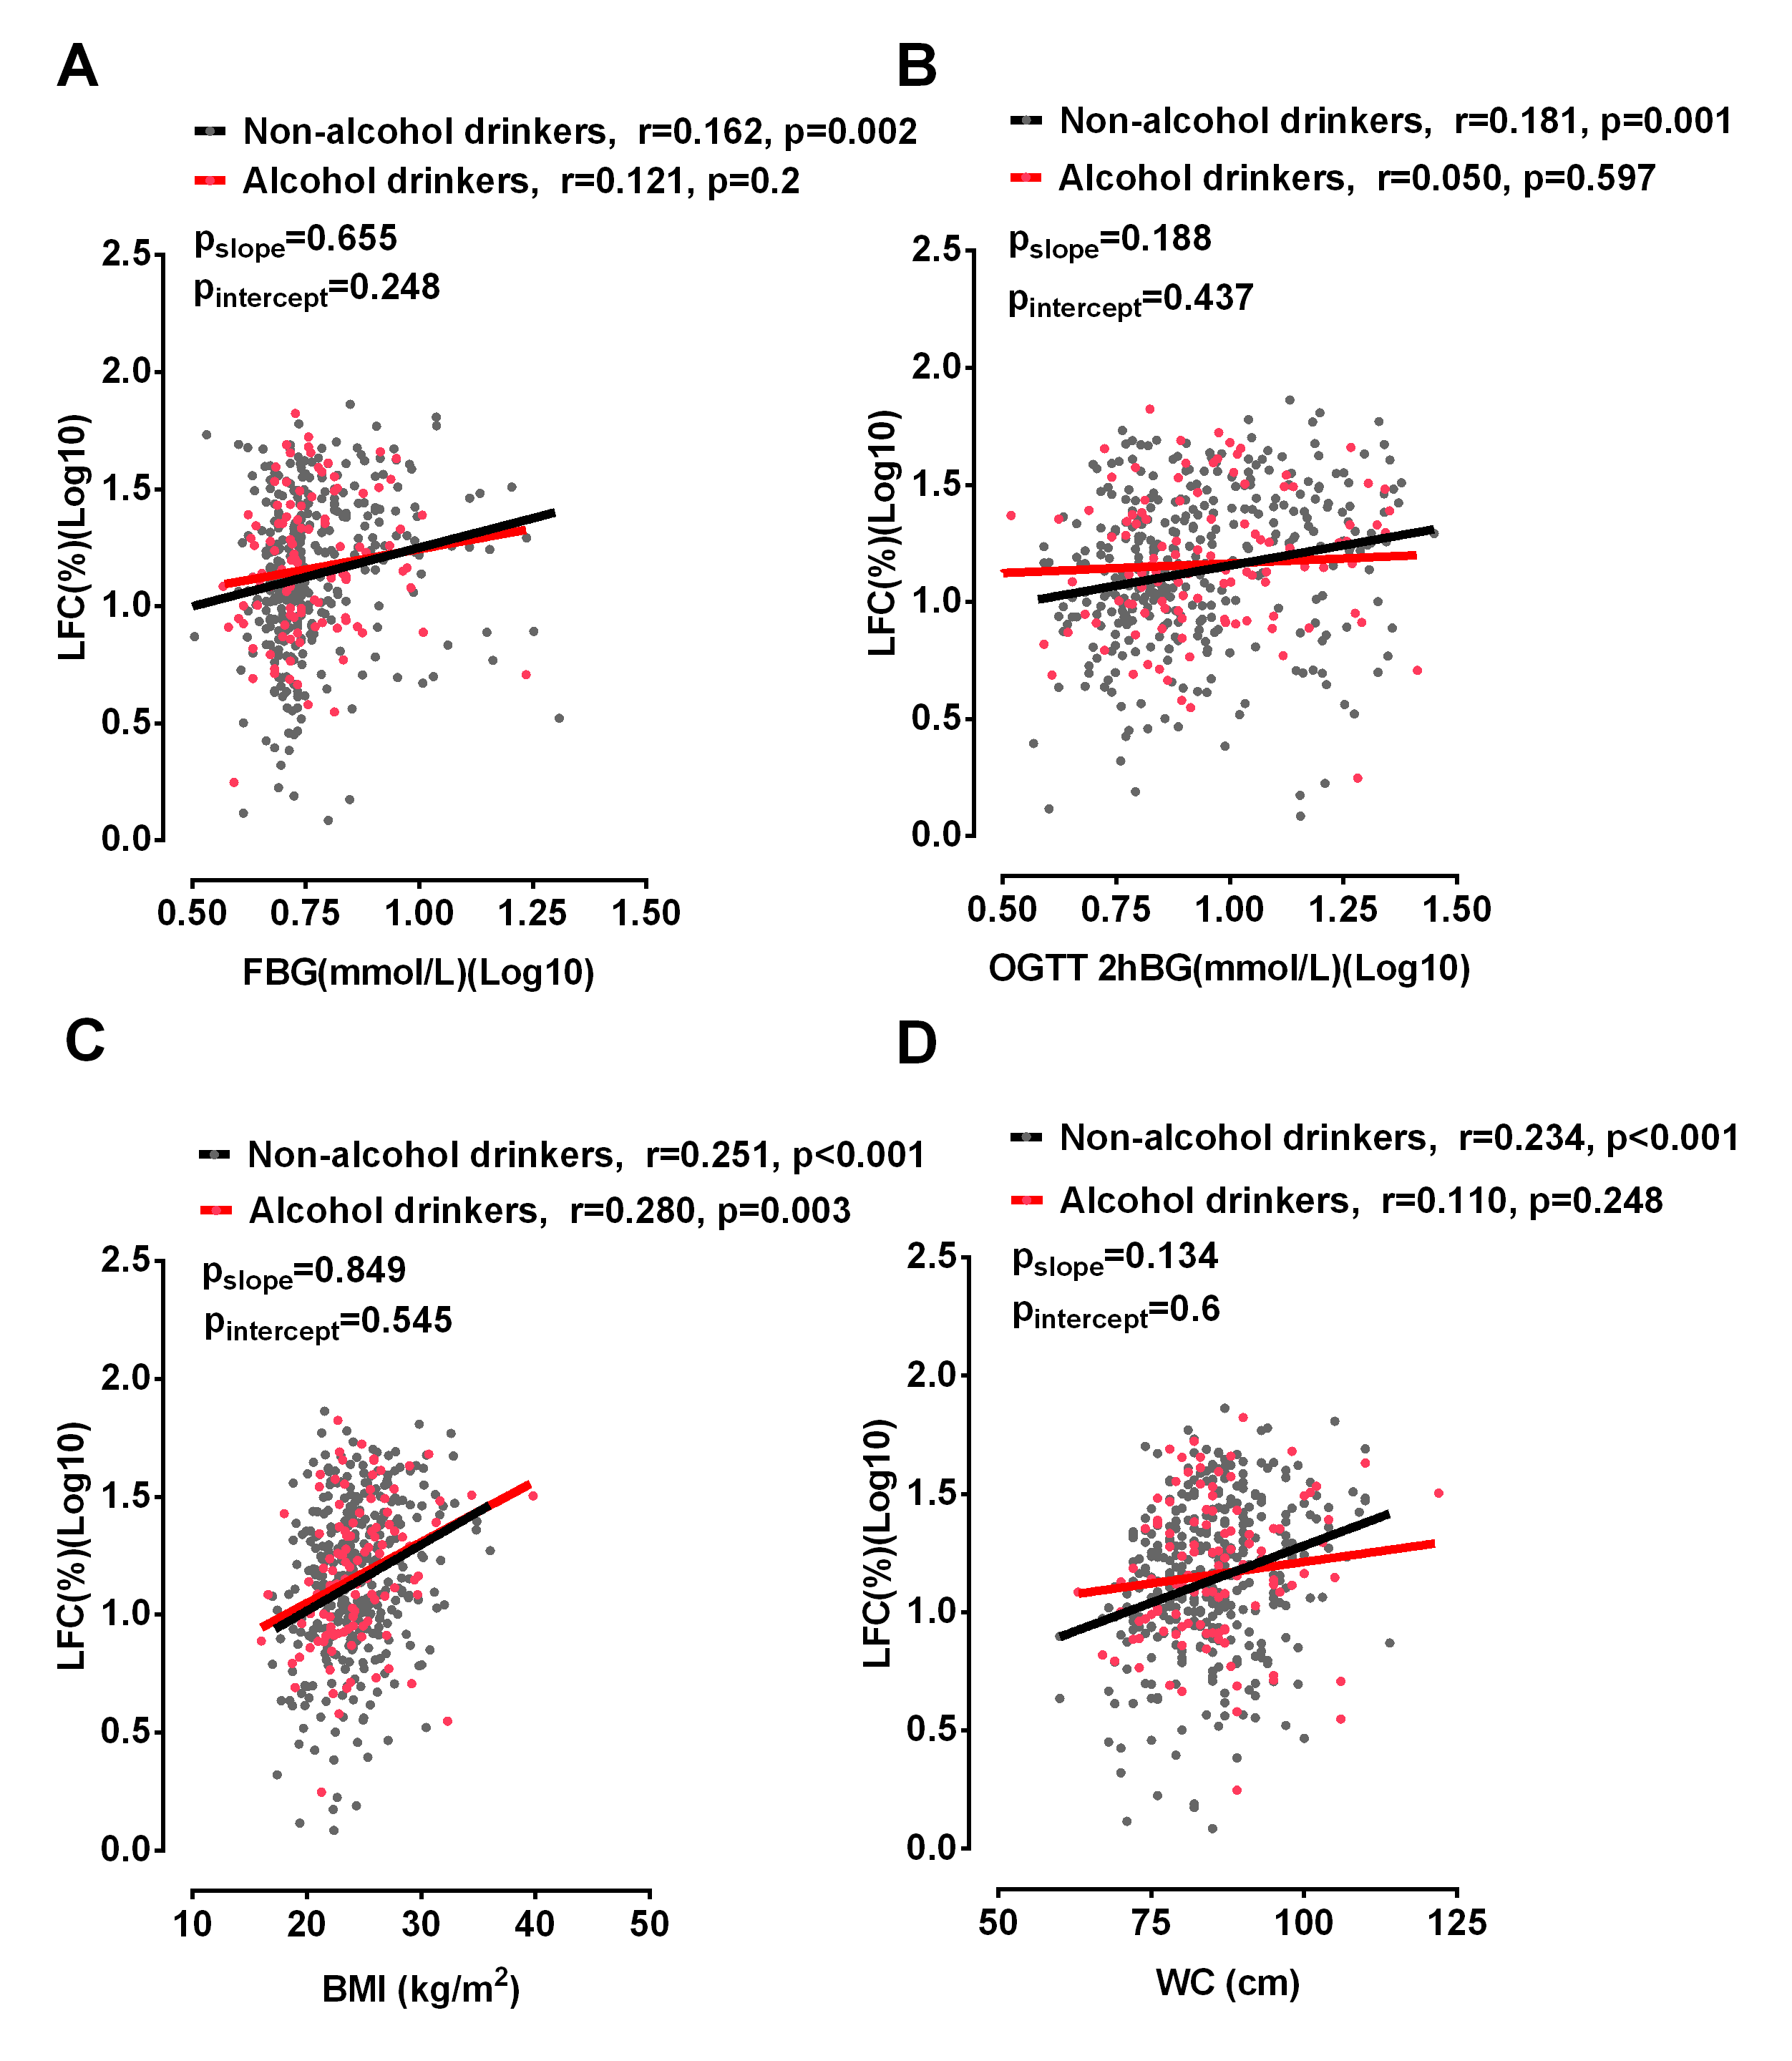 A
Non-alcohol drinkers, r=0.162, p=0.002
Alcohol drinkers, r=0.121, p=0.2
pslope=0.655
pintercept=0.248
2.5
2.0
1.5
1.0
0.5
0.0
LFC(%)(Log10)
0.50 0.75 1.00 1.25 1.50
FBG(mmol/L)(Log10)
B
Non-alcohol drinkers, r=0.181, p=0.001
Alcohol drinkers, r=0.050, p=0.597
pslope=0.188
pintercept=0.437
2.5
2.0
1.5
1.0
0.5
0.0
LFC(%)(Log10)
0.50 0.75 1.00 1.25 1.50
OGTT 2hBG(mmol/L)(Log10)
C
Non-alcohol drinkers, r=0.251, p<0.001
Alcohol drinkers, r=0.280, p=0.003
pslope=0.849
pintercept=0.545
2.5
2.0
1.5
1.0
0.5
0.0
LFC(%)(Log10)
10 20 30 40 50
BMI (kg/m²)
D
Non-alcohol drinkers, r=0.234, p<0.001
Alcohol drinkers, r=0.110, p=0.248
pslope=0.134
pintercept=0.6
2.5
2.0
1.5
1.0
0.5
0.0
LFC(%)(Log10)
50 75 100 125
WC (cm)